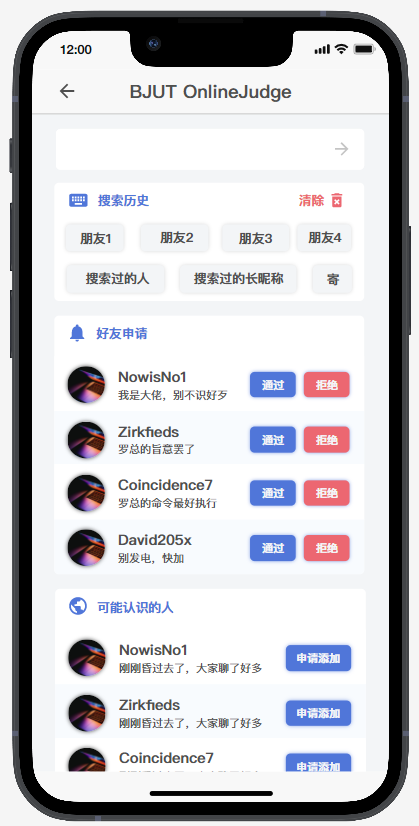 12:00
BJUT OnlineJudge
搜索历史 清除
朋友1 朋友2 朋友3 朋友4
搜索过的人 搜索过的长昵称 寄
好友申请
NowisNo1
我是大佬，别不识好歹
通过 拒绝
Zirkfieds
罗总的旨意罢了
通过 拒绝
Coincidence7
罗总的命令最好执行
通过 拒绝
David205x
别发电，快加
通过 拒绝
可能认识的人
NowisNo1
刚刚昏过去了，大家聊了好多
申请添加
Zirkfieds
刚刚昏过去了，大家聊了好多
申请添加
Coincidence7
申请添加